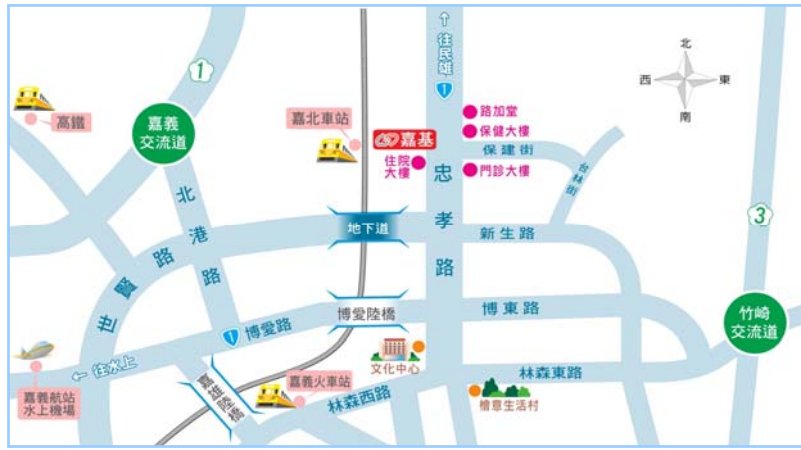 ↑往民雄
1
1
高鐵
嘉義
交流道
嘉北車站
嘉基
住院
大樓
路加堂
保健大樓
保建街
門診大樓
北
西 東
南
台林街
忠孝路
北港路
地下道
新生路
3
世賢路
1 博愛路
博愛陸橋
博東路
竹崎
交流道
←往水上
嘉義航站
水上機場
嘉雄陸橋
嘉義火車站
文化中心
林森西路
林森東路
檜意生活村